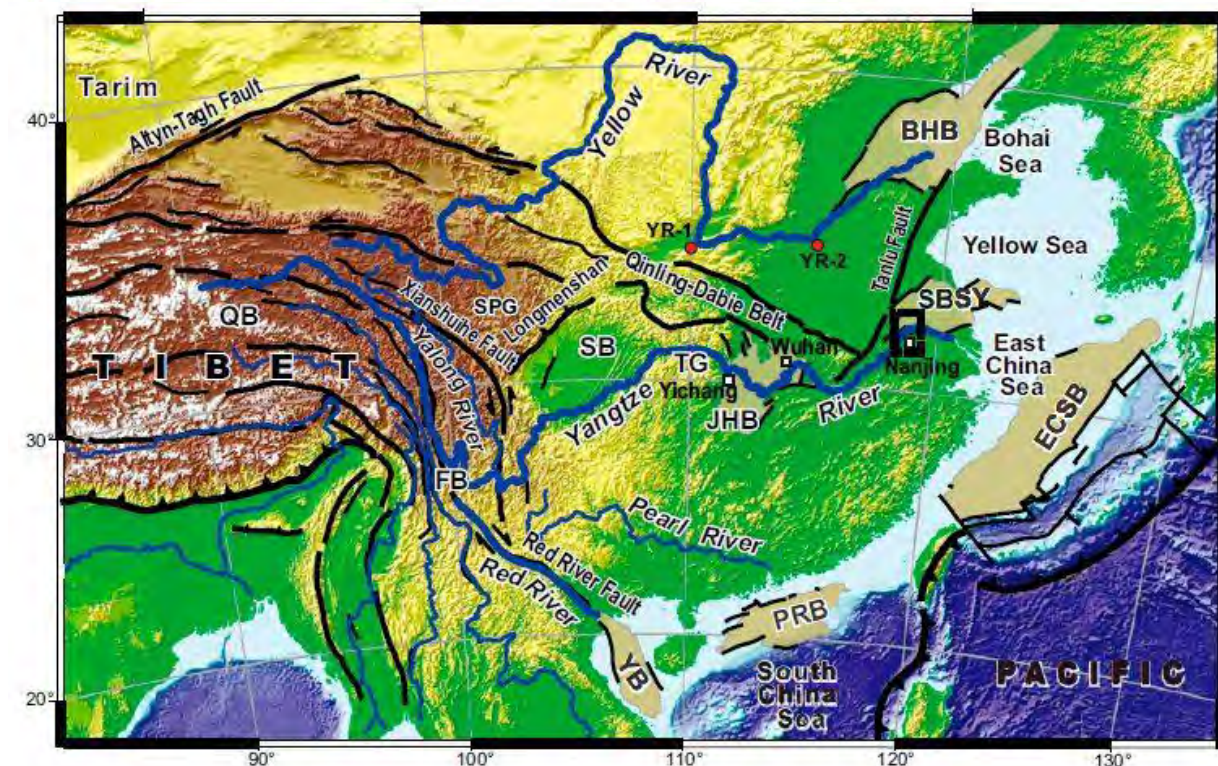 Tarim
Altyn-Tagh Fault
40°
Yellow
River
BHB
Bohai
Sea
YR-1
YR-2
Tanlu Fault
Yellow Sea
Qinling-Dabie Belt
Longmenshan
SPG
Xianshuihe Fault
SBSY
QB
TIBET
Yalong River
SB
TG
Wuhan
Nanjing
East
China
Sea
Yichang
Yangtze
River
JHB
ECSB
30°
FB
Pearl River
Red River Fault
Red River
PRB
YB
South
China
Sea
PACIFIC
20°
90°
100°
110°
120°
130°